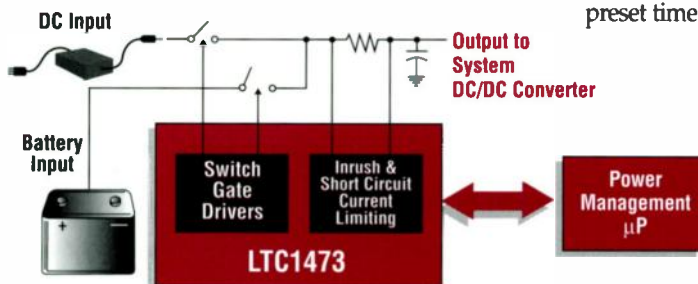 preset time
DC Input
Output to
System
DC/DC Converter
Battery
Input
+ −
Switch
Gate
Drivers
Inrush &
Short Circuit
Current
Limiting
LTC1473
Power
Management
µP